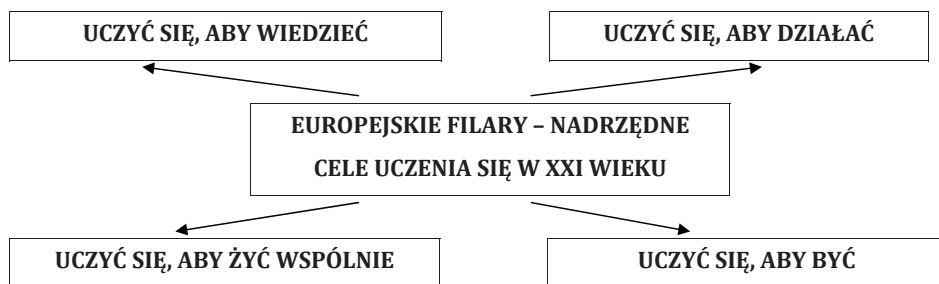 UCZYĆ SIĘ, ABY WIEDZIEĆ
UCZYĆ SIĘ, ABY DZIAŁAĆ
EUROPEJSKIE FILARY – NADRZĘDNE
CELE UCZENIA SIĘ W XXI WIEKU
UCZYĆ SIĘ, ABY ŻYĆ WSPÓLNIE
UCZYĆ SIĘ, ABY BYĆ